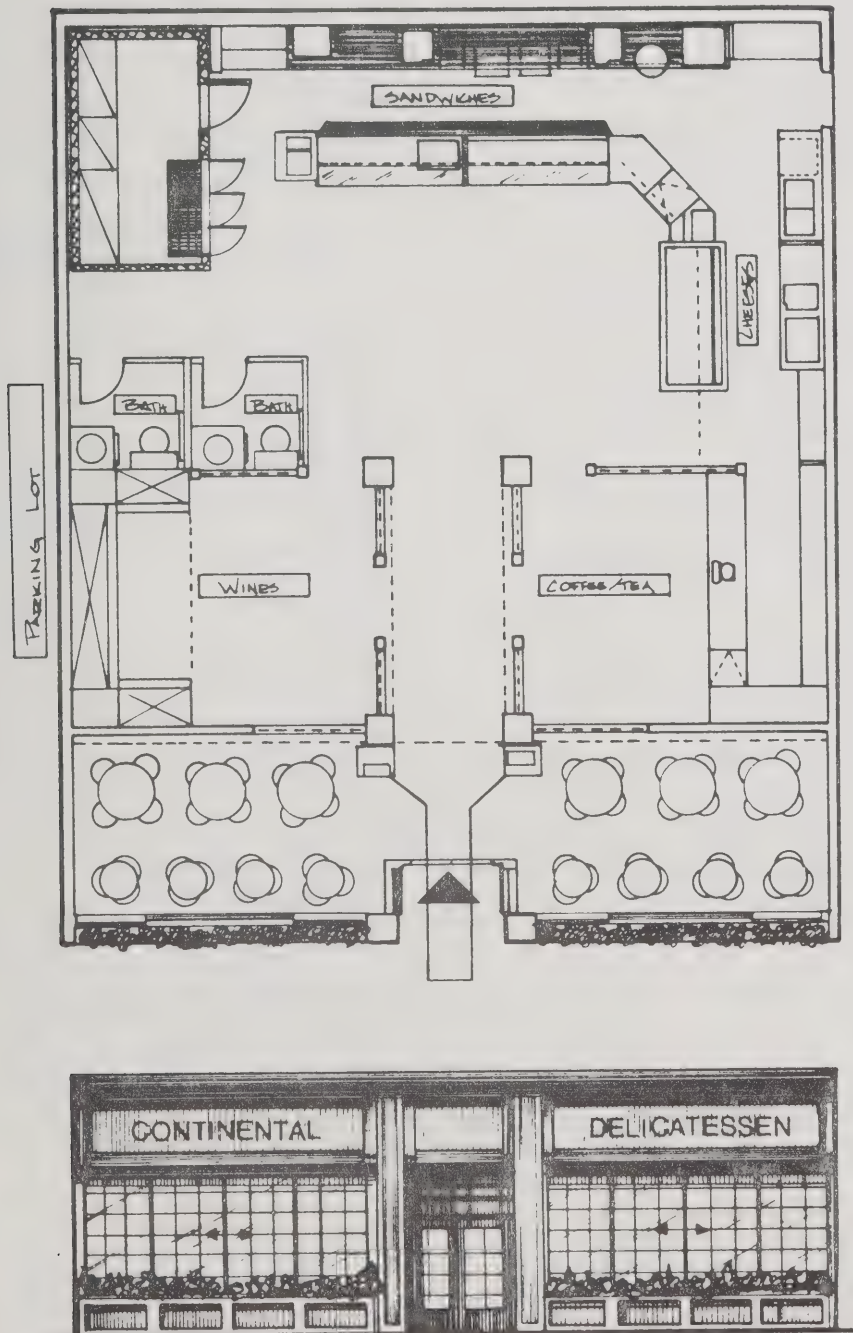 SANDWICHES
CHEESES
BATH
BATH
PARKING LOT
WINES
COFFEE/TEA
CONTINENTAL
DELICATESSEN